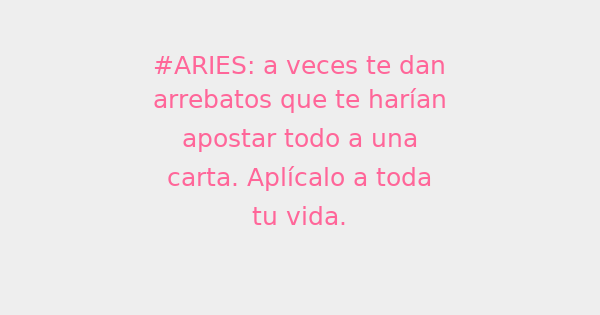 #ARIES: a veces te dan
arrebatos que te harían
apostar todo a una
carta. Aplícalo a toda
tu vida.